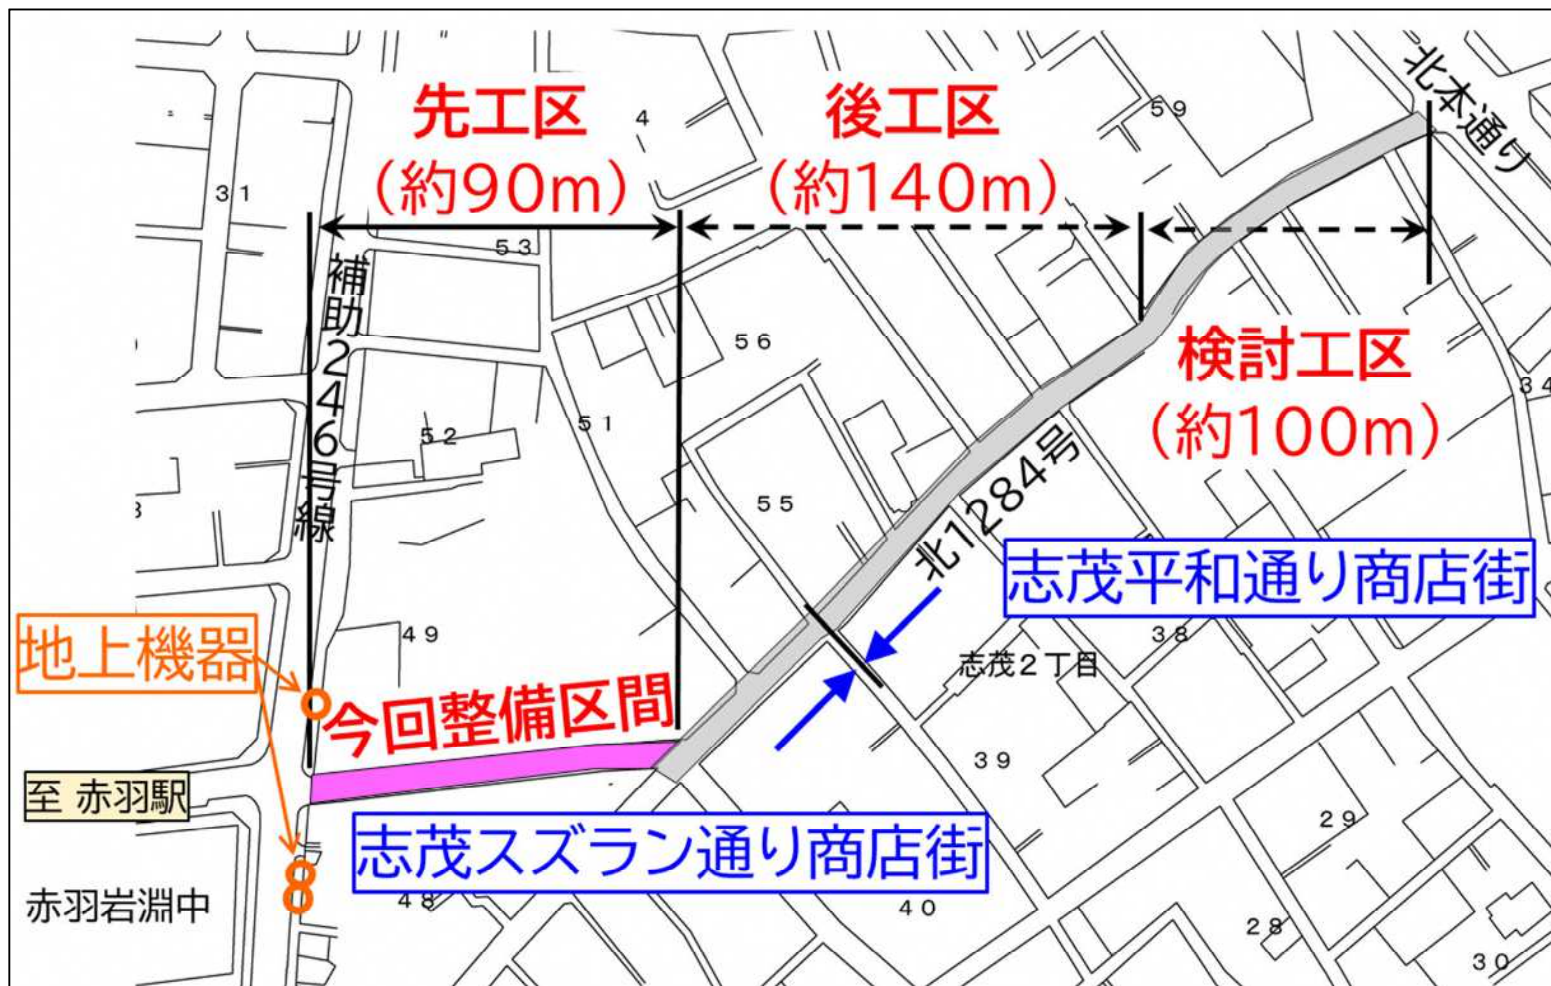 先工区
(約90m)
後工区
(約140m)
北本通り
検討工区
(約100m)
補助246号線
北1284号
志茂平和通り商店街
地上機器
今回整備区間
志茂2丁目
至 赤羽駅
志茂スズラン通り商店街
赤羽岩淵中
4
59
31
53
56
34
52
51
55
49
38
39
29
48
40
28
30